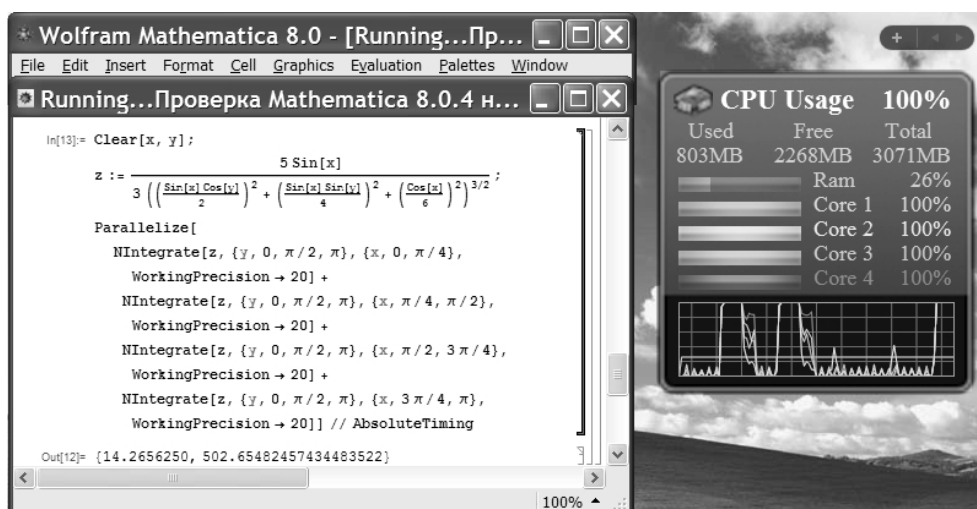 Wolfram Mathematica 8.0 - [Running...Пр...
File Edit Insert Format Cell Graphics Evaluation Palettes Window
Running...Проверка Mathematica 8.0.4 н...
In[13]:= Clear[x, y];
z := 5 Sin[x] / 3 ((Sin[x] Cos[y] / 2)^2 + (Sin[x] Sin[y] / 4)^2 + (Cos[x] / 6)^2)^3/2 ;
Parallelize[
NIntegrate[z, {y, 0, π/2, π}, {x, 0, π/4},
WorkingPrecision → 20] +
NIntegrate[z, {y, 0, π/2, π}, {x, π/4, π/2},
WorkingPrecision → 20] +
NIntegrate[z, {y, 0, π/2, π}, {x, π/2, 3 π/4},
WorkingPrecision → 20] +
NIntegrate[z, {y, 0, π/2, π}, {x, 3 π/4, π},
WorkingPrecision → 20]] // AbsoluteTiming
Out[12]= {14.2656250, 502.65482457434483522}
100%
CPU Usage 100%
Used Free Total
803MB 2268MB 3071MB
Ram 26%
Core 1 100%
Core 2 100%
Core 3 100%
Core 4 100%